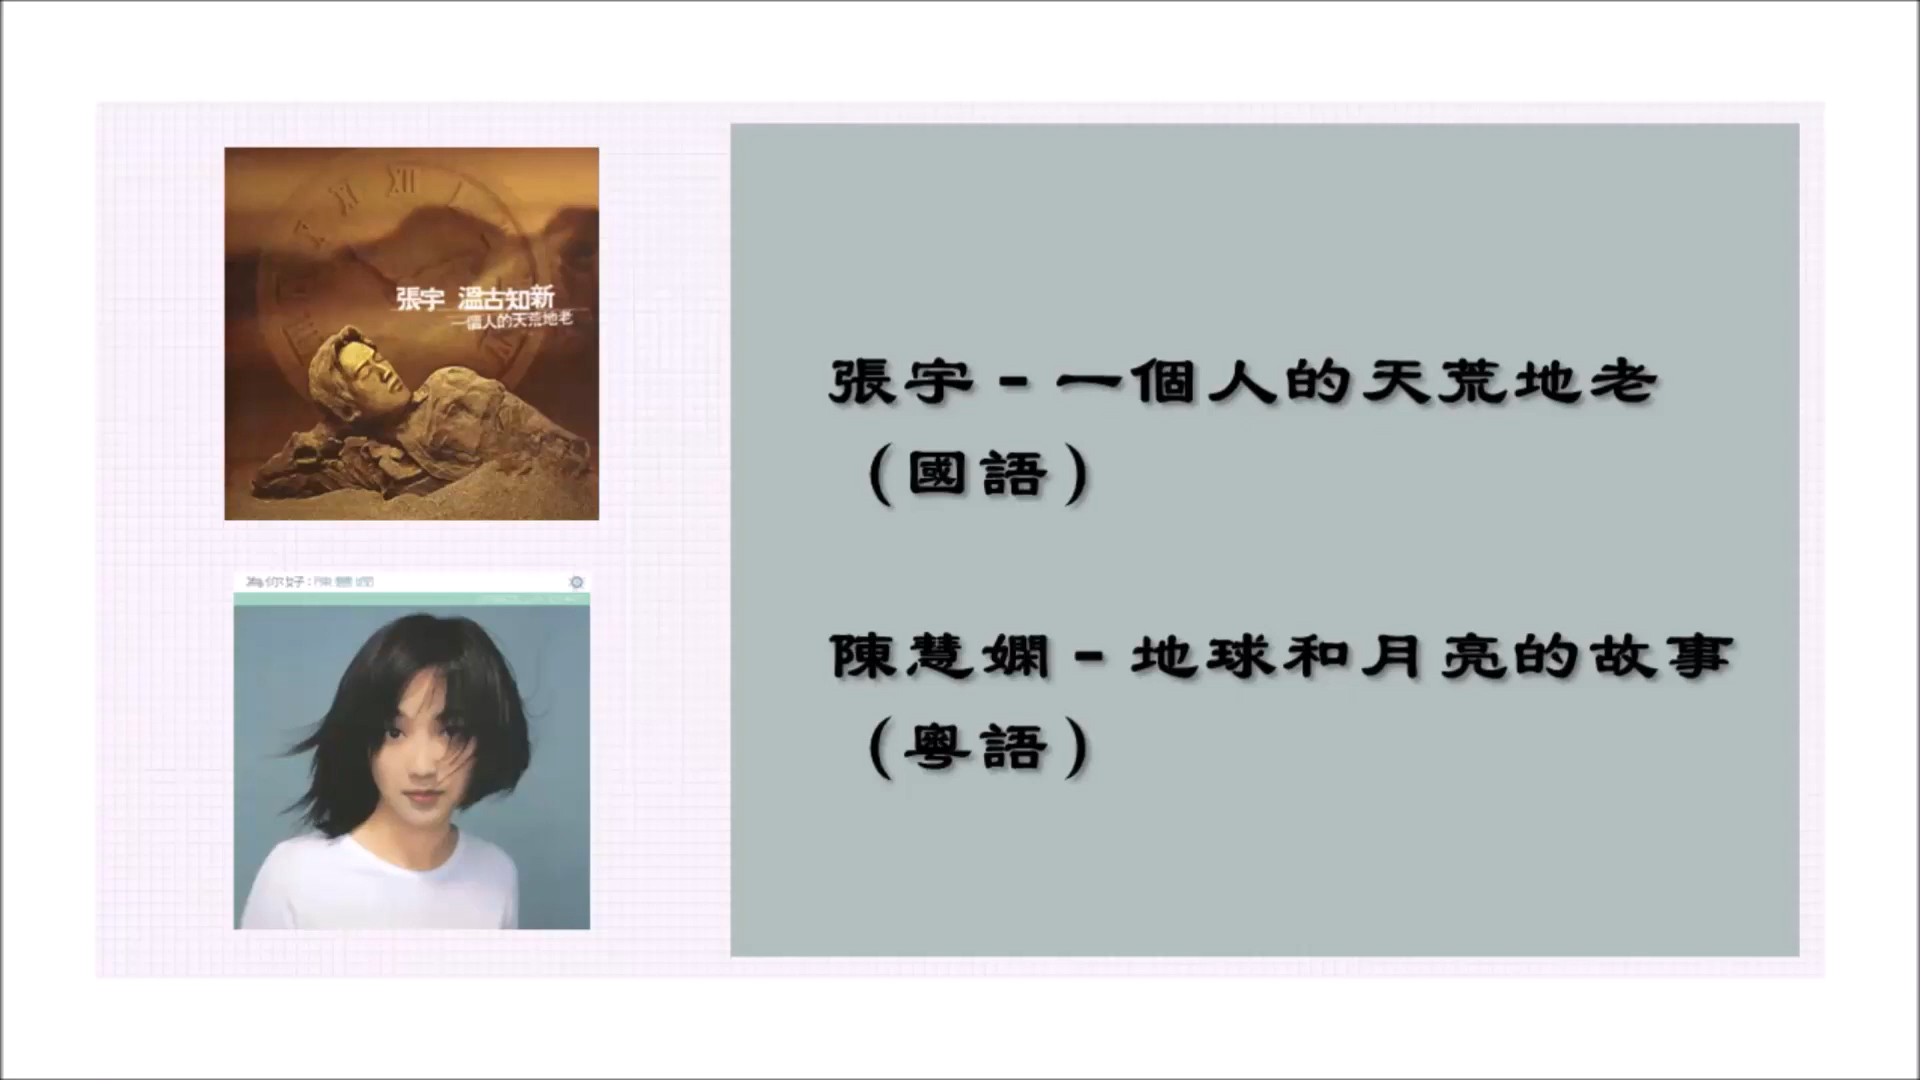 張宇 溫古知新
一個人的天荒地老
為你好:陳慧嫻
張宇-一個人的天荒地老
(國語)
陳慧嫻-地球和月亮的故事
(粵語)